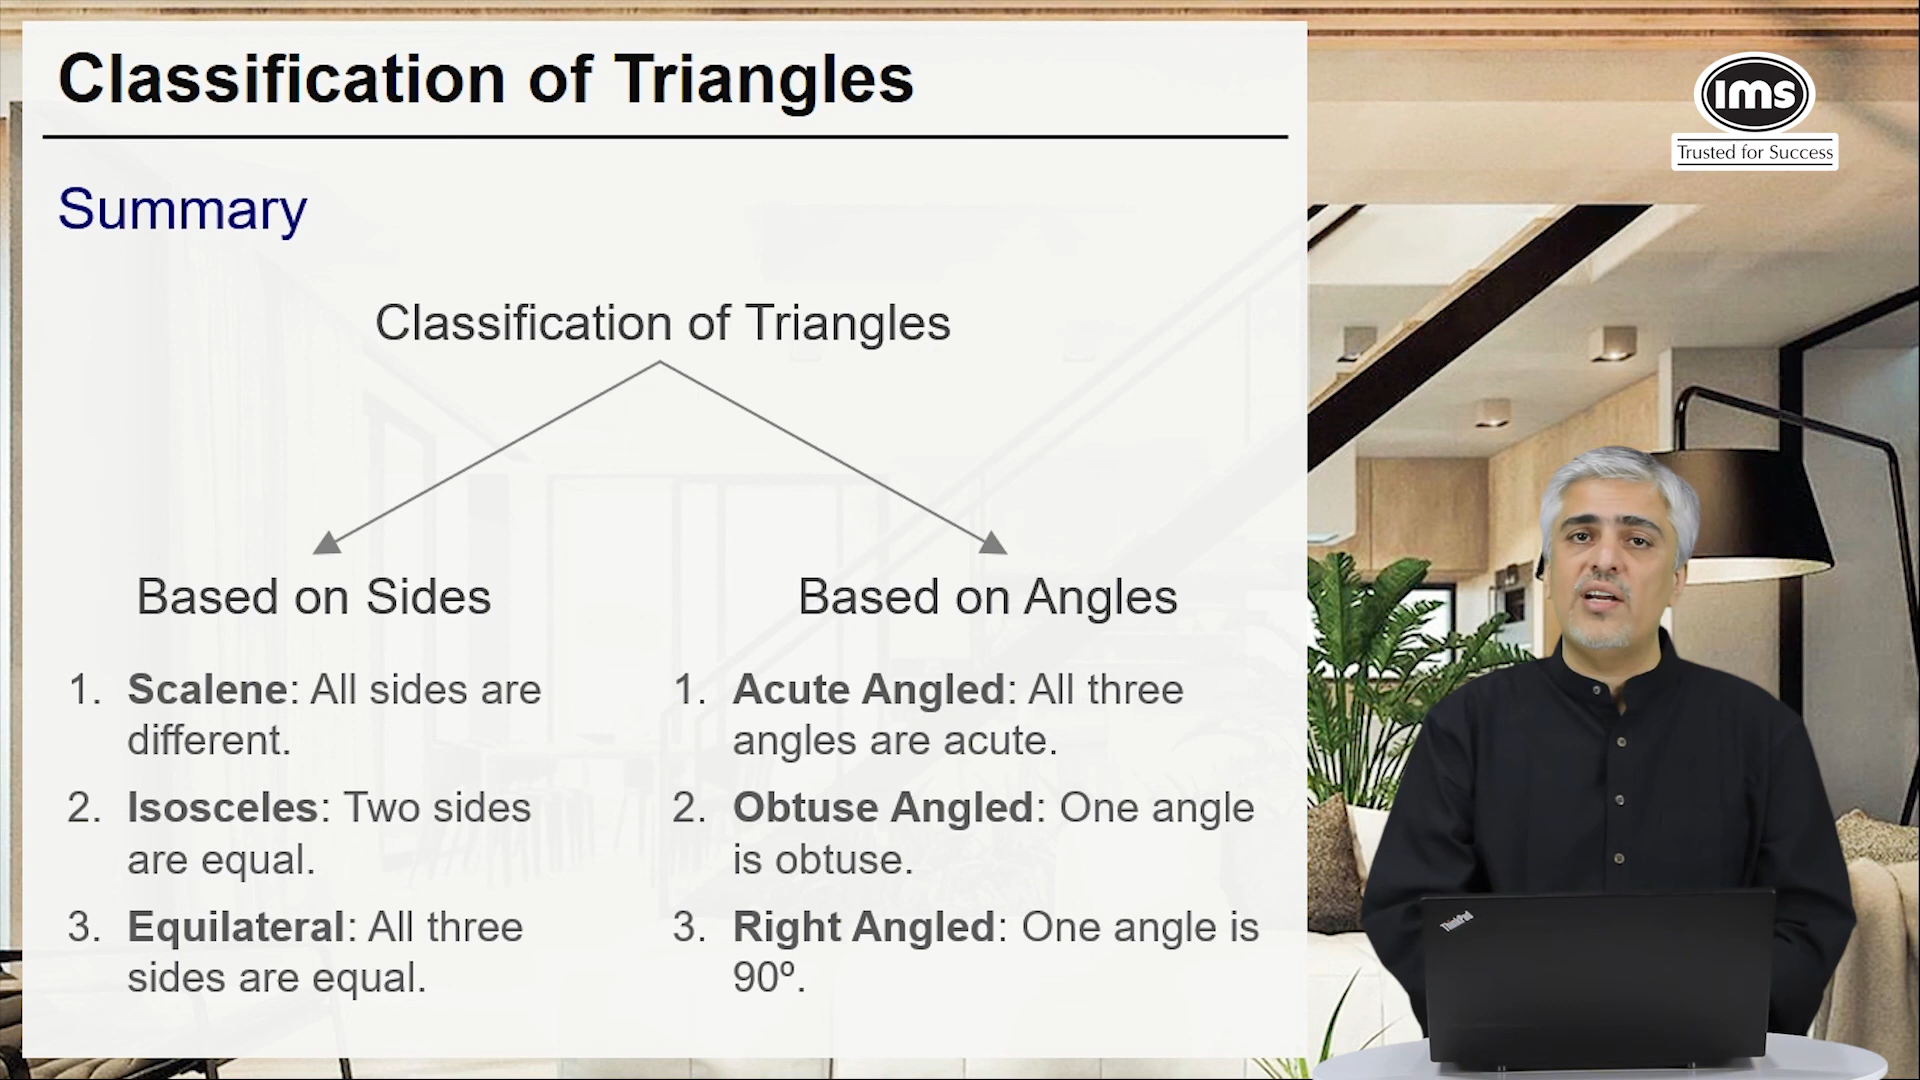 Classification of Triangles
Summary
Classification of Triangles
Based on Sides
1. Scalene: All sides are
different.
2. Isosceles: Two sides
are equal.
3. Equilateral: All three
sides are equal.
Based on Angles
1. Acute Angled: All three
angles are acute.
2. Obtuse Angled: One angle
is obtuse.
3. Right Angled: One angle is
90º.
ims
Trusted for Success
ThinkPad